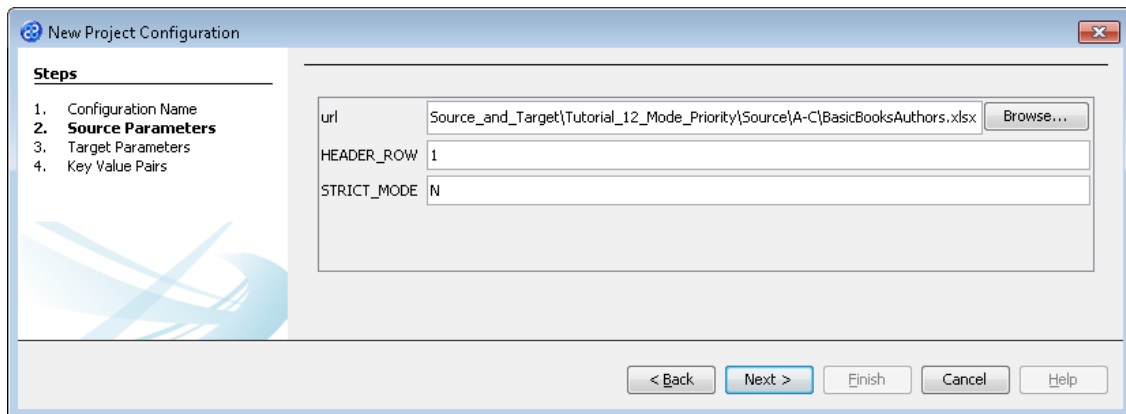 New Project Configuration
Steps
1. Configuration Name
2. Source Parameters
3. Target Parameters
4. Key Value Pairs
url Source_and_Target\Tutorial_12_Mode_Priority\Source\A-C\BasicBooksAuthors.xlsx Browse...
HEADER_ROW 1
STRICT_MODE N
< Back Next > Finish Cancel Help